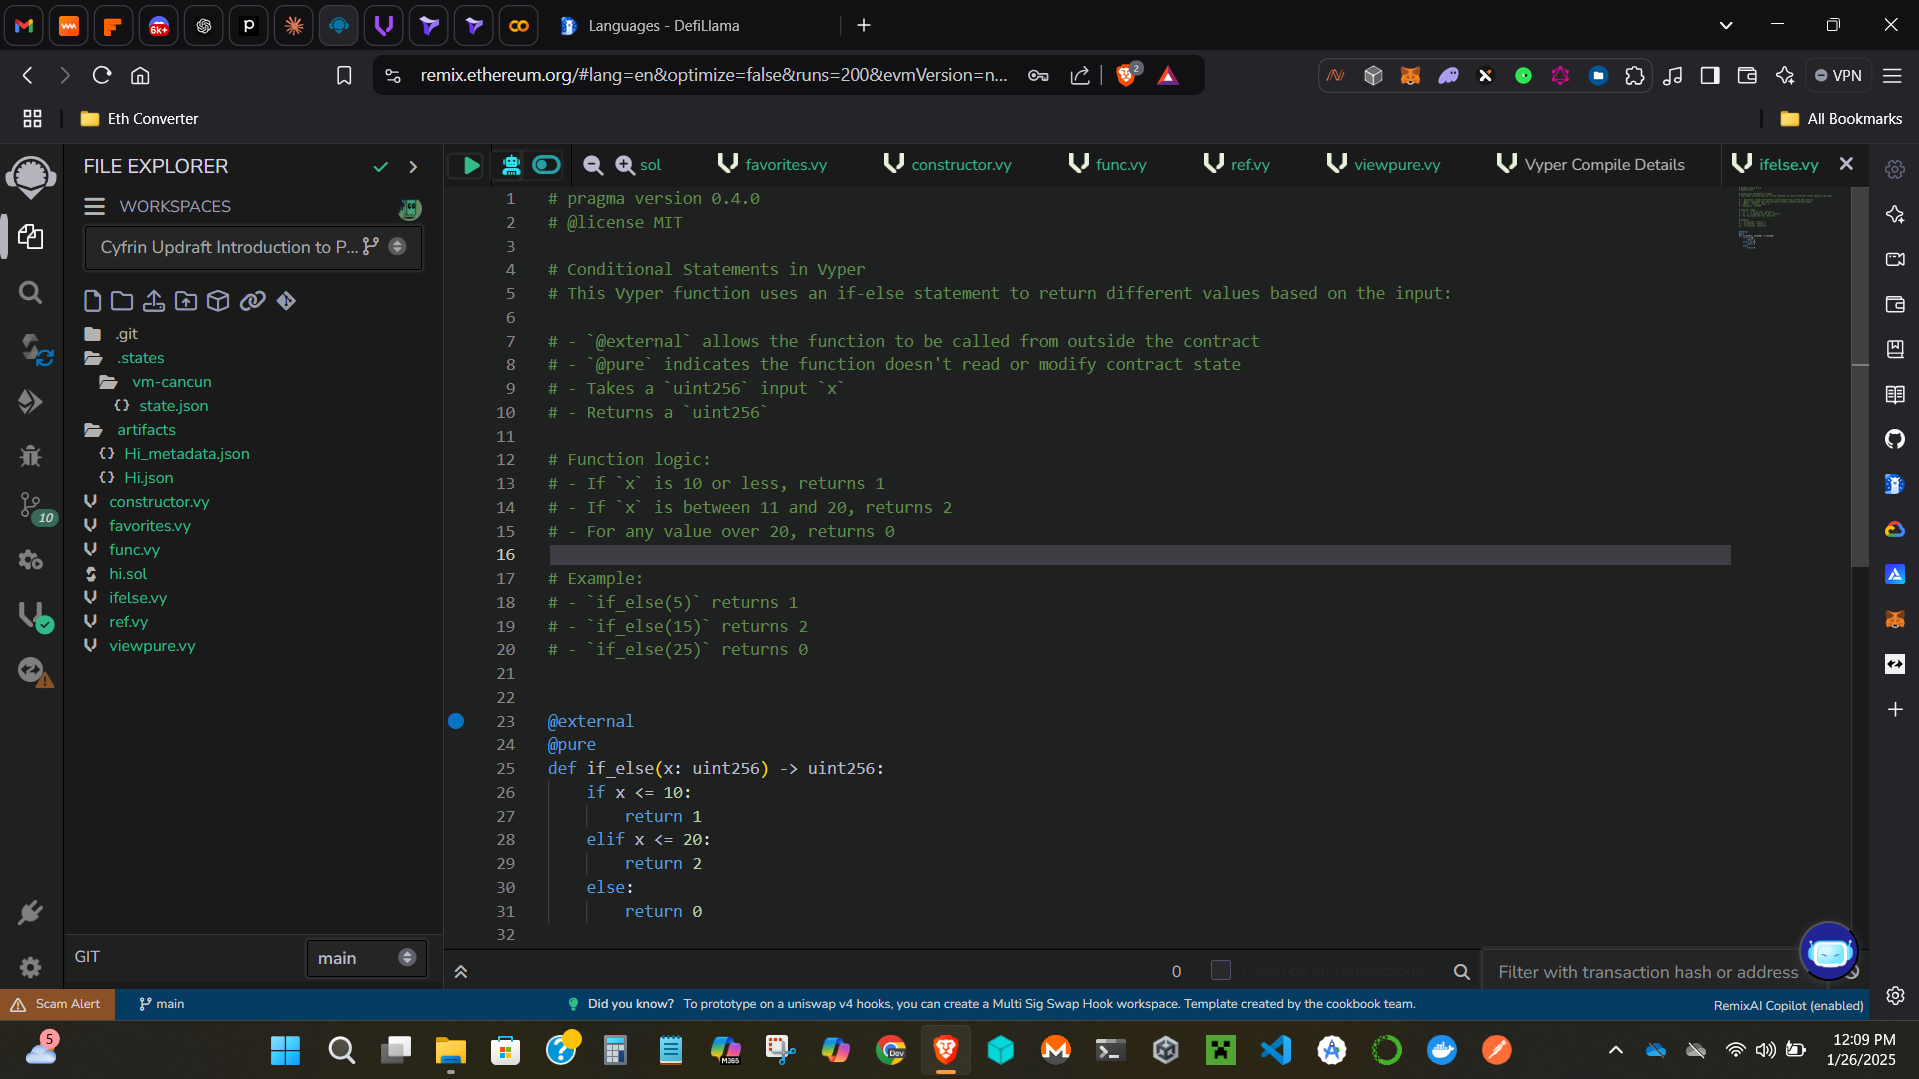 6k+
Languages - DefiLlama
remix.ethereum.org/#lang=en&optimize=false&runs=200&evmVersion=n...
2
VPN
Eth Converter
All Bookmarks
FILE EXPLORER
sol
favorites.vy
constructor.vy
func.vy
ref.vy
viewpure.vy
Vyper Compile Details
ifelse.vy
WORKSPACES
Cyfrin Updraft Introduction to P...
.git
.states
vm-cancun
state.json
artifacts
Hi_metadata.json
Hi.json
constructor.vy
favorites.vy
func.vy
hi.sol
ifelse.vy
ref.vy
viewpure.vy
10
1 # pragma version 0.4.0
2 # @license MIT
3
4 # Conditional Statements in Vyper
5 # This Vyper function uses an if-else statement to return different values based on the input:
6
7 # - `@external` allows the function to be called from outside the contract
8 # - `@pure` indicates the function doesn't read or modify contract state
9 # - Takes a `uint256` input `x`
10 # - Returns a `uint256`
11
12 # Function logic:
13 # - If `x` is 10 or less, returns 1
14 # - If `x` is between 11 and 20, returns 2
15 # - For any value over 20, returns 0
16
17 # Example:
18 # - `if_else(5)` returns 1
19 # - `if_else(15)` returns 2
20 # - `if_else(25)` returns 0
21
22
23 @external
24 @pure
25 def if_else(x: uint256) -> uint256:
26 if x <= 10:
27 return 1
28 elif x <= 20:
29 return 2
30 else:
31 return 0
32
GIT
main
0
Listen on all transactions
Filter with transaction hash or address
Scam Alert
main
Did you know? To prototype on a uniswap v4 hooks, you can create a Multi Sig Swap Hook workspace. Template created by the cookbook team.
RemixAI Copilot (enabled)
5
M365
Dev
12:09 PM
1/26/2025